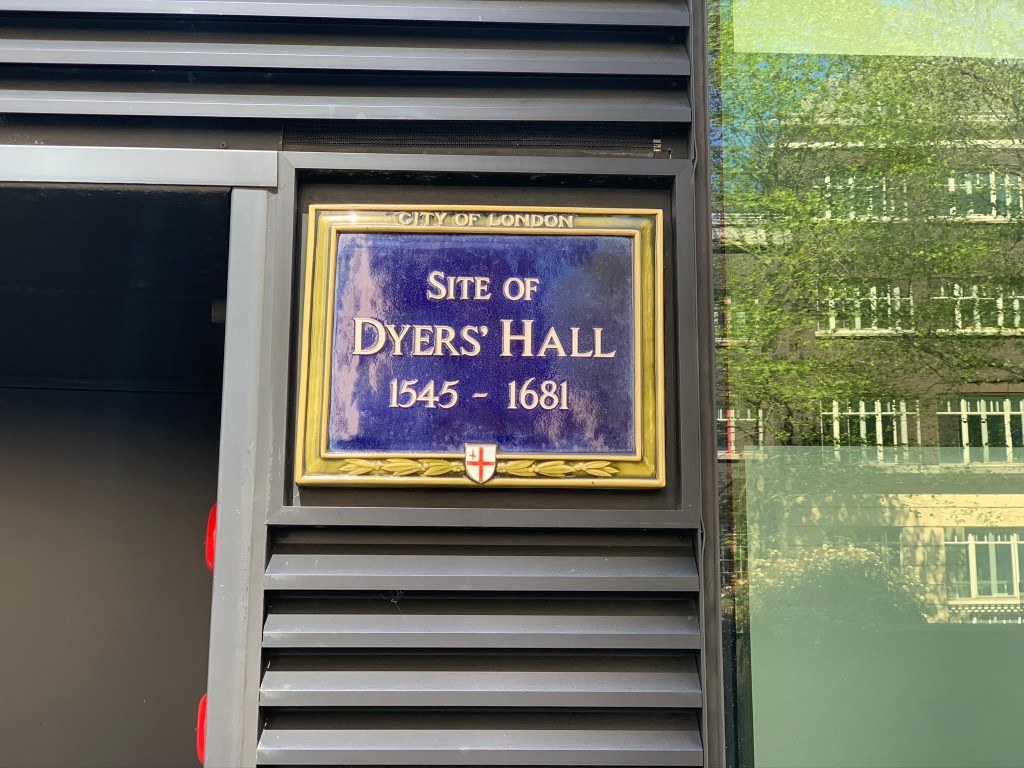 CITY OF LONDON
SITE OF
DYERS' HALL
1545 - 1681